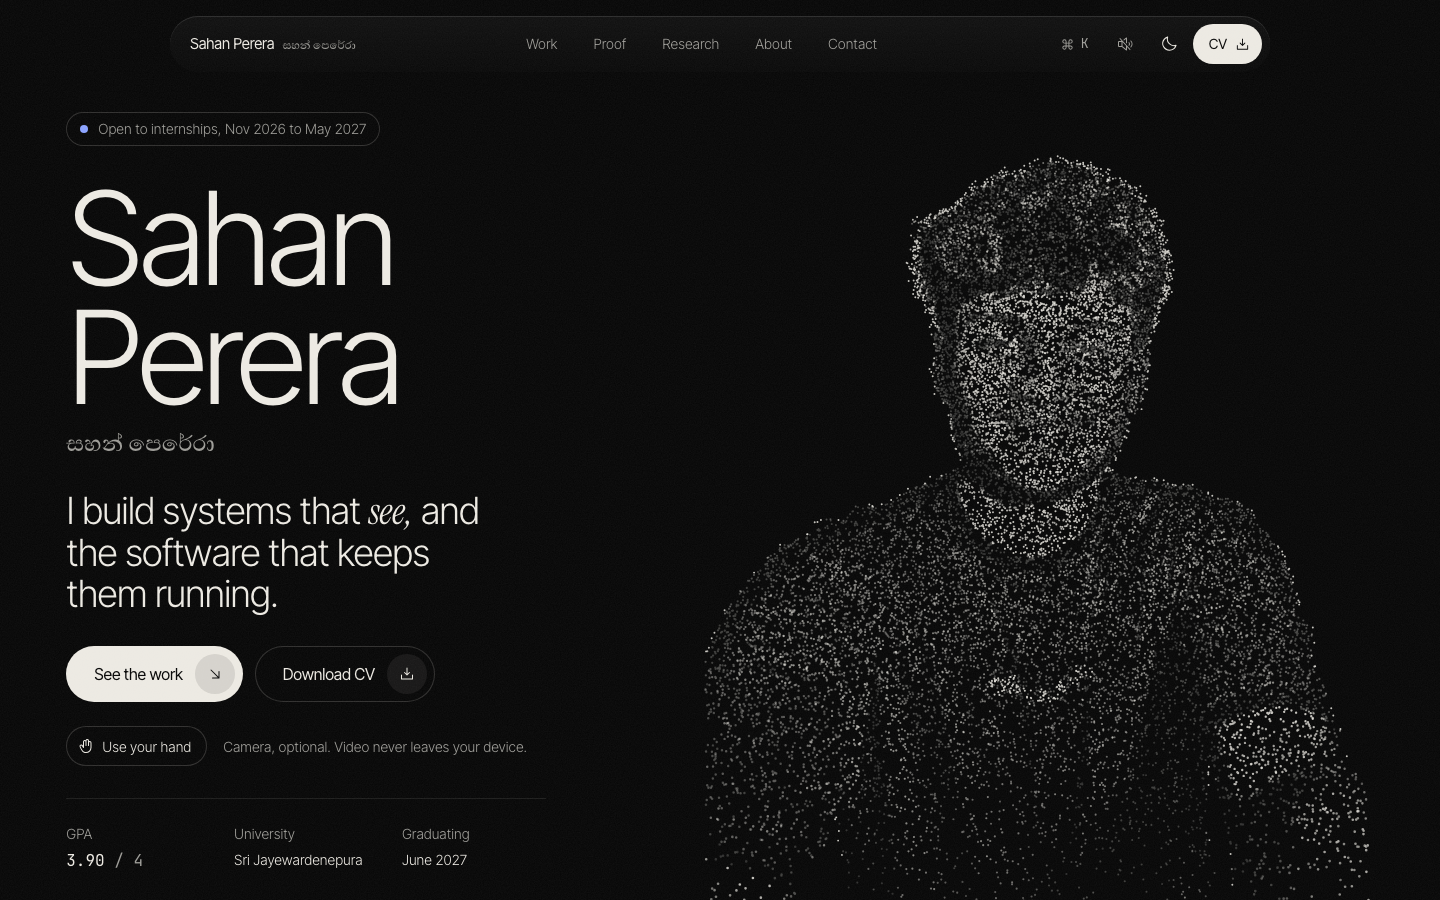 Sahan Perera සහන් පෙරේරා
Work Proof Research About Contact
⌘ K
CV
Open to internships, Nov 2026 to May 2027
Sahan
Perera
සහන් පෙරේරා
I build systems that see, and
the software that keeps
them running.
See the work
Download CV
Use your hand
Camera, optional. Video never leaves your device.
GPA University Graduating
3.90 / 4 Sri Jayewardenepura June 2027